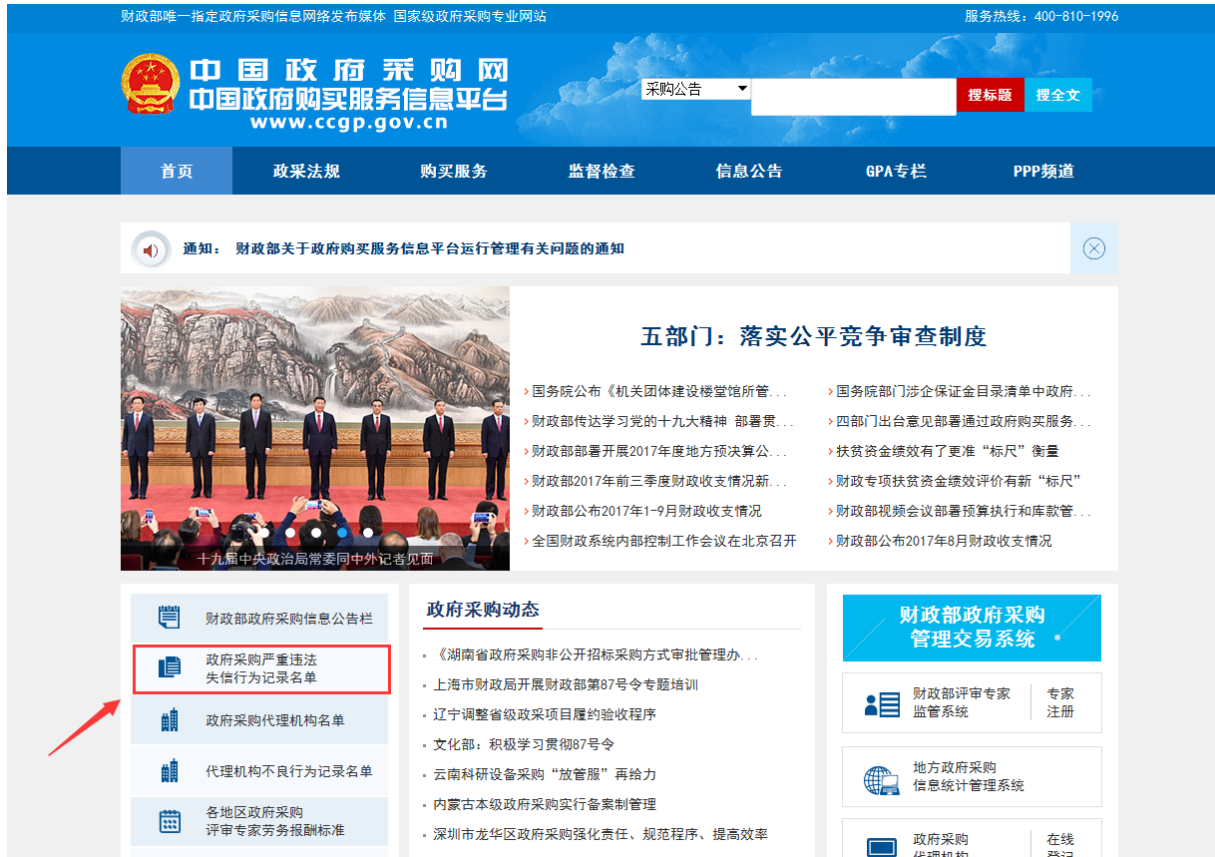 财政部唯一指定政府采购信息网络发布媒体 国家级政府采购专业网站
服务热线：400-810-1996
中国政府采购网
中国政府购买服务信息平台
www.ccgp.gov.cn
采购公告
搜标题
搜全文
首页
政采法规
购买服务
监督检查
信息公告
GPA专栏
PPP频道
通知： 财政部关于政府购买服务信息平台运行管理有关问题的通知
十九届中央政治局常委同中外记者见面
五部门：落实公平竞争审查制度
国务院公布《机关团体建设楼堂馆所管...
财政部传达学习党的十九大精神 部署贯...
财政部部署开展2017年度地方预决算公...
财政部2017年前三季度财政收支情况新...
财政部公布2017年1-9月财政收支情况
全国财政系统内部控制工作会议在北京召开
国务院部门涉企保证金目录清单中政府...
四部门出台意见部署通过政府购买服务...
扶贫资金绩效有了更准“标尺”衡量
财政专项扶贫资金绩效评价有新“标尺”
财政部视频会议部署预算执行和库款管...
财政部公布2017年8月财政收支情况
财政部政府采购信息公告栏
政府采购严重违法
失信行为记录名单
政府采购代理机构名单
代理机构不良行为记录名单
各地区政府采购
评审专家劳务报酬标准
政府采购动态
《湖南省政府采购非公开招标采购方式审批管理办...
上海市财政局开展财政部第87号令专题培训
辽宁调整省级政采项目履约验收程序
文化部：积极学习贯彻87号令
云南科研设备采购“放管服”再给力
内蒙古本级政府采购实行备案制管理
深圳市龙华区政府采购强化责任、规范程序、提高效率
财政部政府采购
管理交易系统
财政部评审专家
监管系统
专家
注册
地方政府采购
信息统计管理系统
政府采购
代理机构
在线
登记